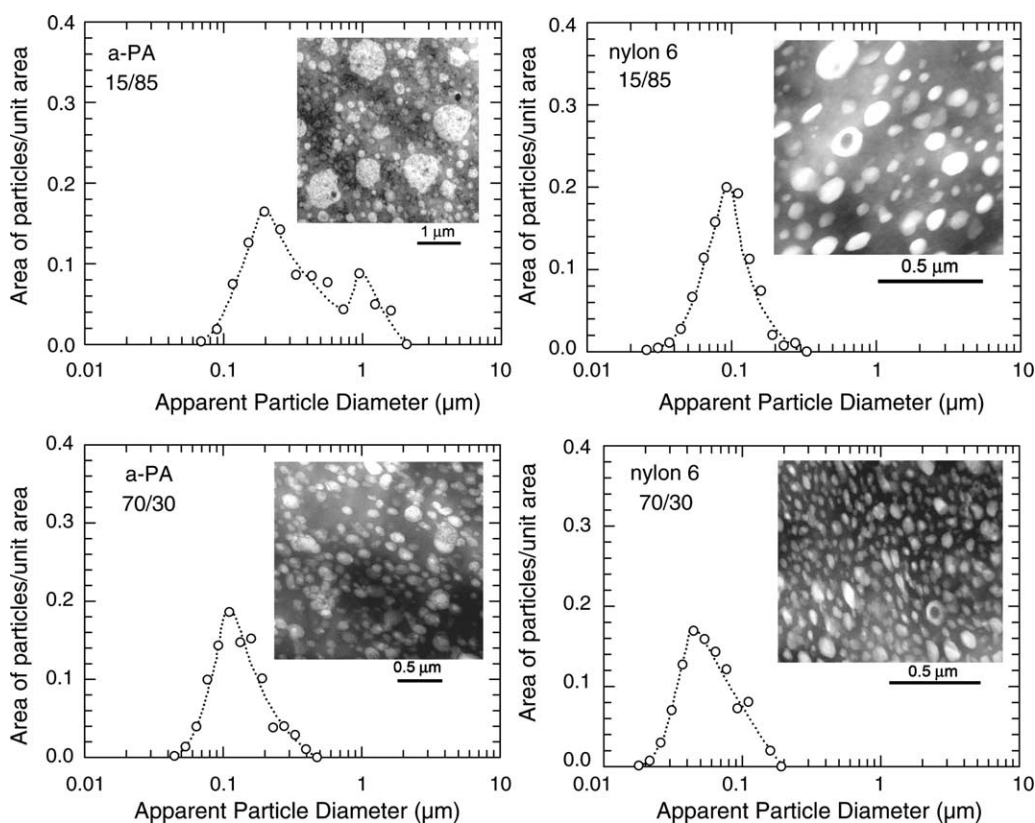 0.4
0.3
0.2
0.1
0.0
Area of particles/unit area
a-PA
15/85
1 μm
0.01
0.1
1
10
Apparent Particle Diameter (μm)
0.4
0.3
0.2
0.1
0.0
Area of particles/unit area
nylon 6
15/85
0.5 μm
0.01
0.1
1
10
Apparent Particle Diameter (μm)
0.4
0.3
0.2
0.1
0.0
Area of particles/unit area
a-PA
70/30
0.5 μm
0.01
0.1
1
10
Apparent Particle Diameter (μm)
0.4
0.3
0.2
0.1
0.0
Area of particles/unit area
nylon 6
70/30
0.5 μm
0.01
0.1
1
10
Apparent Particle Diameter (μm)